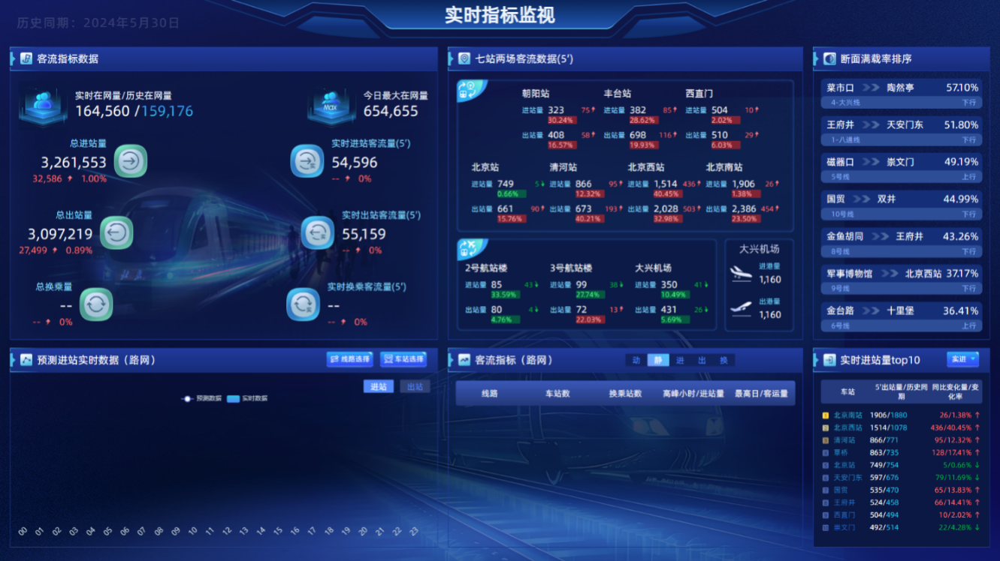 历史同期：2024年5月30日
实时指标监视
客流指标数据
实时在网量/历史在网量
164,560 /159,176
今日最大在网量
654,655
Max
总进站量
3,261,553
32,586 1.00%
实时进站客流量(5′)
54,596
-- 0%
总出站量
3,097,219
27,499 0.89%
实时出站客流量(5′)
55,159
-- 0%
总换乘量
--
-- 0%
实时换乘客流量(5′)
--
-- 0%
七站两场客流数据(5′)
朝阳站 丰台站 西直门
进站量 323 75 进站量 382 85 进站量 504 10
30.24% 28.62% 2.02%
出站量 408 58 出站量 698 116 出站量 510 29
16.57% 19.93% 6.03%
北京站 清河站 北京西站 北京南站
进站量 749 5 进站量 866 95 进站量 1,514 436 进站量 1,906 26
0.66% 12.32% 40.45% 1.38%
出站量 661 90 出站量 673 193 出站量 2,028 503 出站量 2,386 454
15.76% 40.21% 32.98% 23.50%
2号航站楼 3号航站楼 大兴机场
进站量 85 43 进站量 99 38 进站量 350 41
33.59% 27.74% 10.49%
出站量 80 4 出站量 72 13 出站量 431 26
4.76% 22.03% 5.69%
大兴机场
进港量
1,160
出港量
1,160
断面满载率排序
菜市口 陶然亭 57.10%
4-大兴线 下行
王府井 天安门东 51.80%
1-八通线 下行
磁器口 崇文门 49.19%
5号线 上行
国贸 双井 44.99%
10号线 下行
金鱼胡同 王府井 43.26%
8号线 下行
军事博物馆 北京西站 37.17%
9号线 下行
金台路 十里堡 36.41%
6号线 上行
预测进站实时数据（路网）
线路选择 车站选择
进站 出站
预测数据 实时数据
00 01 02 03 04 05 06 07 08 09 10 11 12 13 14 15 16 17 18 19 20 21 22 23
客流指标（路网）
动 静 进 出 换
线路 车站数 换乘站数 高峰小时/进站量 最高日/客运量
实时进站量top10
实进
车站 5′出站量/历史同期 同比变化量/变化率
1 北京南站 1906/1880 26/1.38% ↑
2 北京西站 1514/1078 436/40.45% ↑
3 清河站 866/771 95/12.32% ↑
4 草桥 863/735 128/17.41% ↑
5 北京站 749/754 5/0.66% ↓
6 天安门东 597/676 79/11.69% ↓
7 国贸 535/470 65/13.83% ↑
8 王府井 524/458 66/14.41% ↑
9 西直门 504/494 10/2.02% ↑
10 崇文门 492/514 22/4.28% ↓